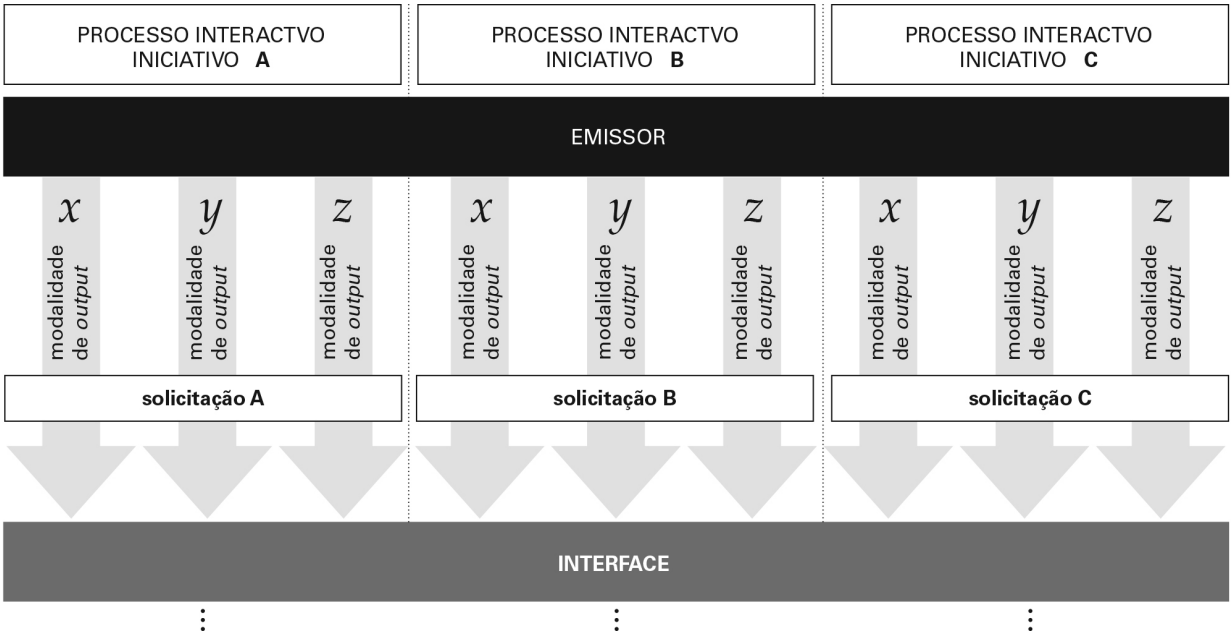 PROCESSO INTERACTVO
INICIATIVO A
PROCESSO INTERACTVO
INICIATIVO B
PROCESSO INTERACTVO
INICIATIVO C
EMISSOR
x
modalidade
de output
y
modalidade
de output
z
modalidade
de output
x
modalidade
de output
y
modalidade
de output
z
modalidade
de output
x
modalidade
de output
y
modalidade
de output
z
modalidade
de output
solicitação A
solicitação B
solicitação C
INTERFACE